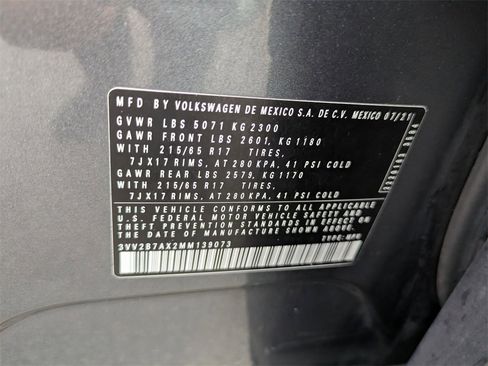 MFD BY VOLKSWAGEN DE MEXICO S.A. DE C.V. MEXICO 07/21
GVWR LBS 5071 KG 2300
GAWR FRONT LBS 2601, KG 1180
WITH 215/65 R17 TIRES,
7JX17 RIMS, AT 280 KPA, 41 PSI COLD
GAWR REAR LBS 2579, KG 1170
WITH 215/65 R17 TIRES,
7JX17 RIMS, AT 280 KPA, 41 PSI COLD
THIS VEHICLE CONFORMS TO ALL APPLICABLE
U.S. FEDERAL MOTOR VEHICLE SAFETY AND
THEFT PREVENTION STANDARDS IN EFFECT ON
THE DATE OF MANUFACTURE SHOWN ABOVE.
3VV2B7AX2MM139073 TYPE: MPV